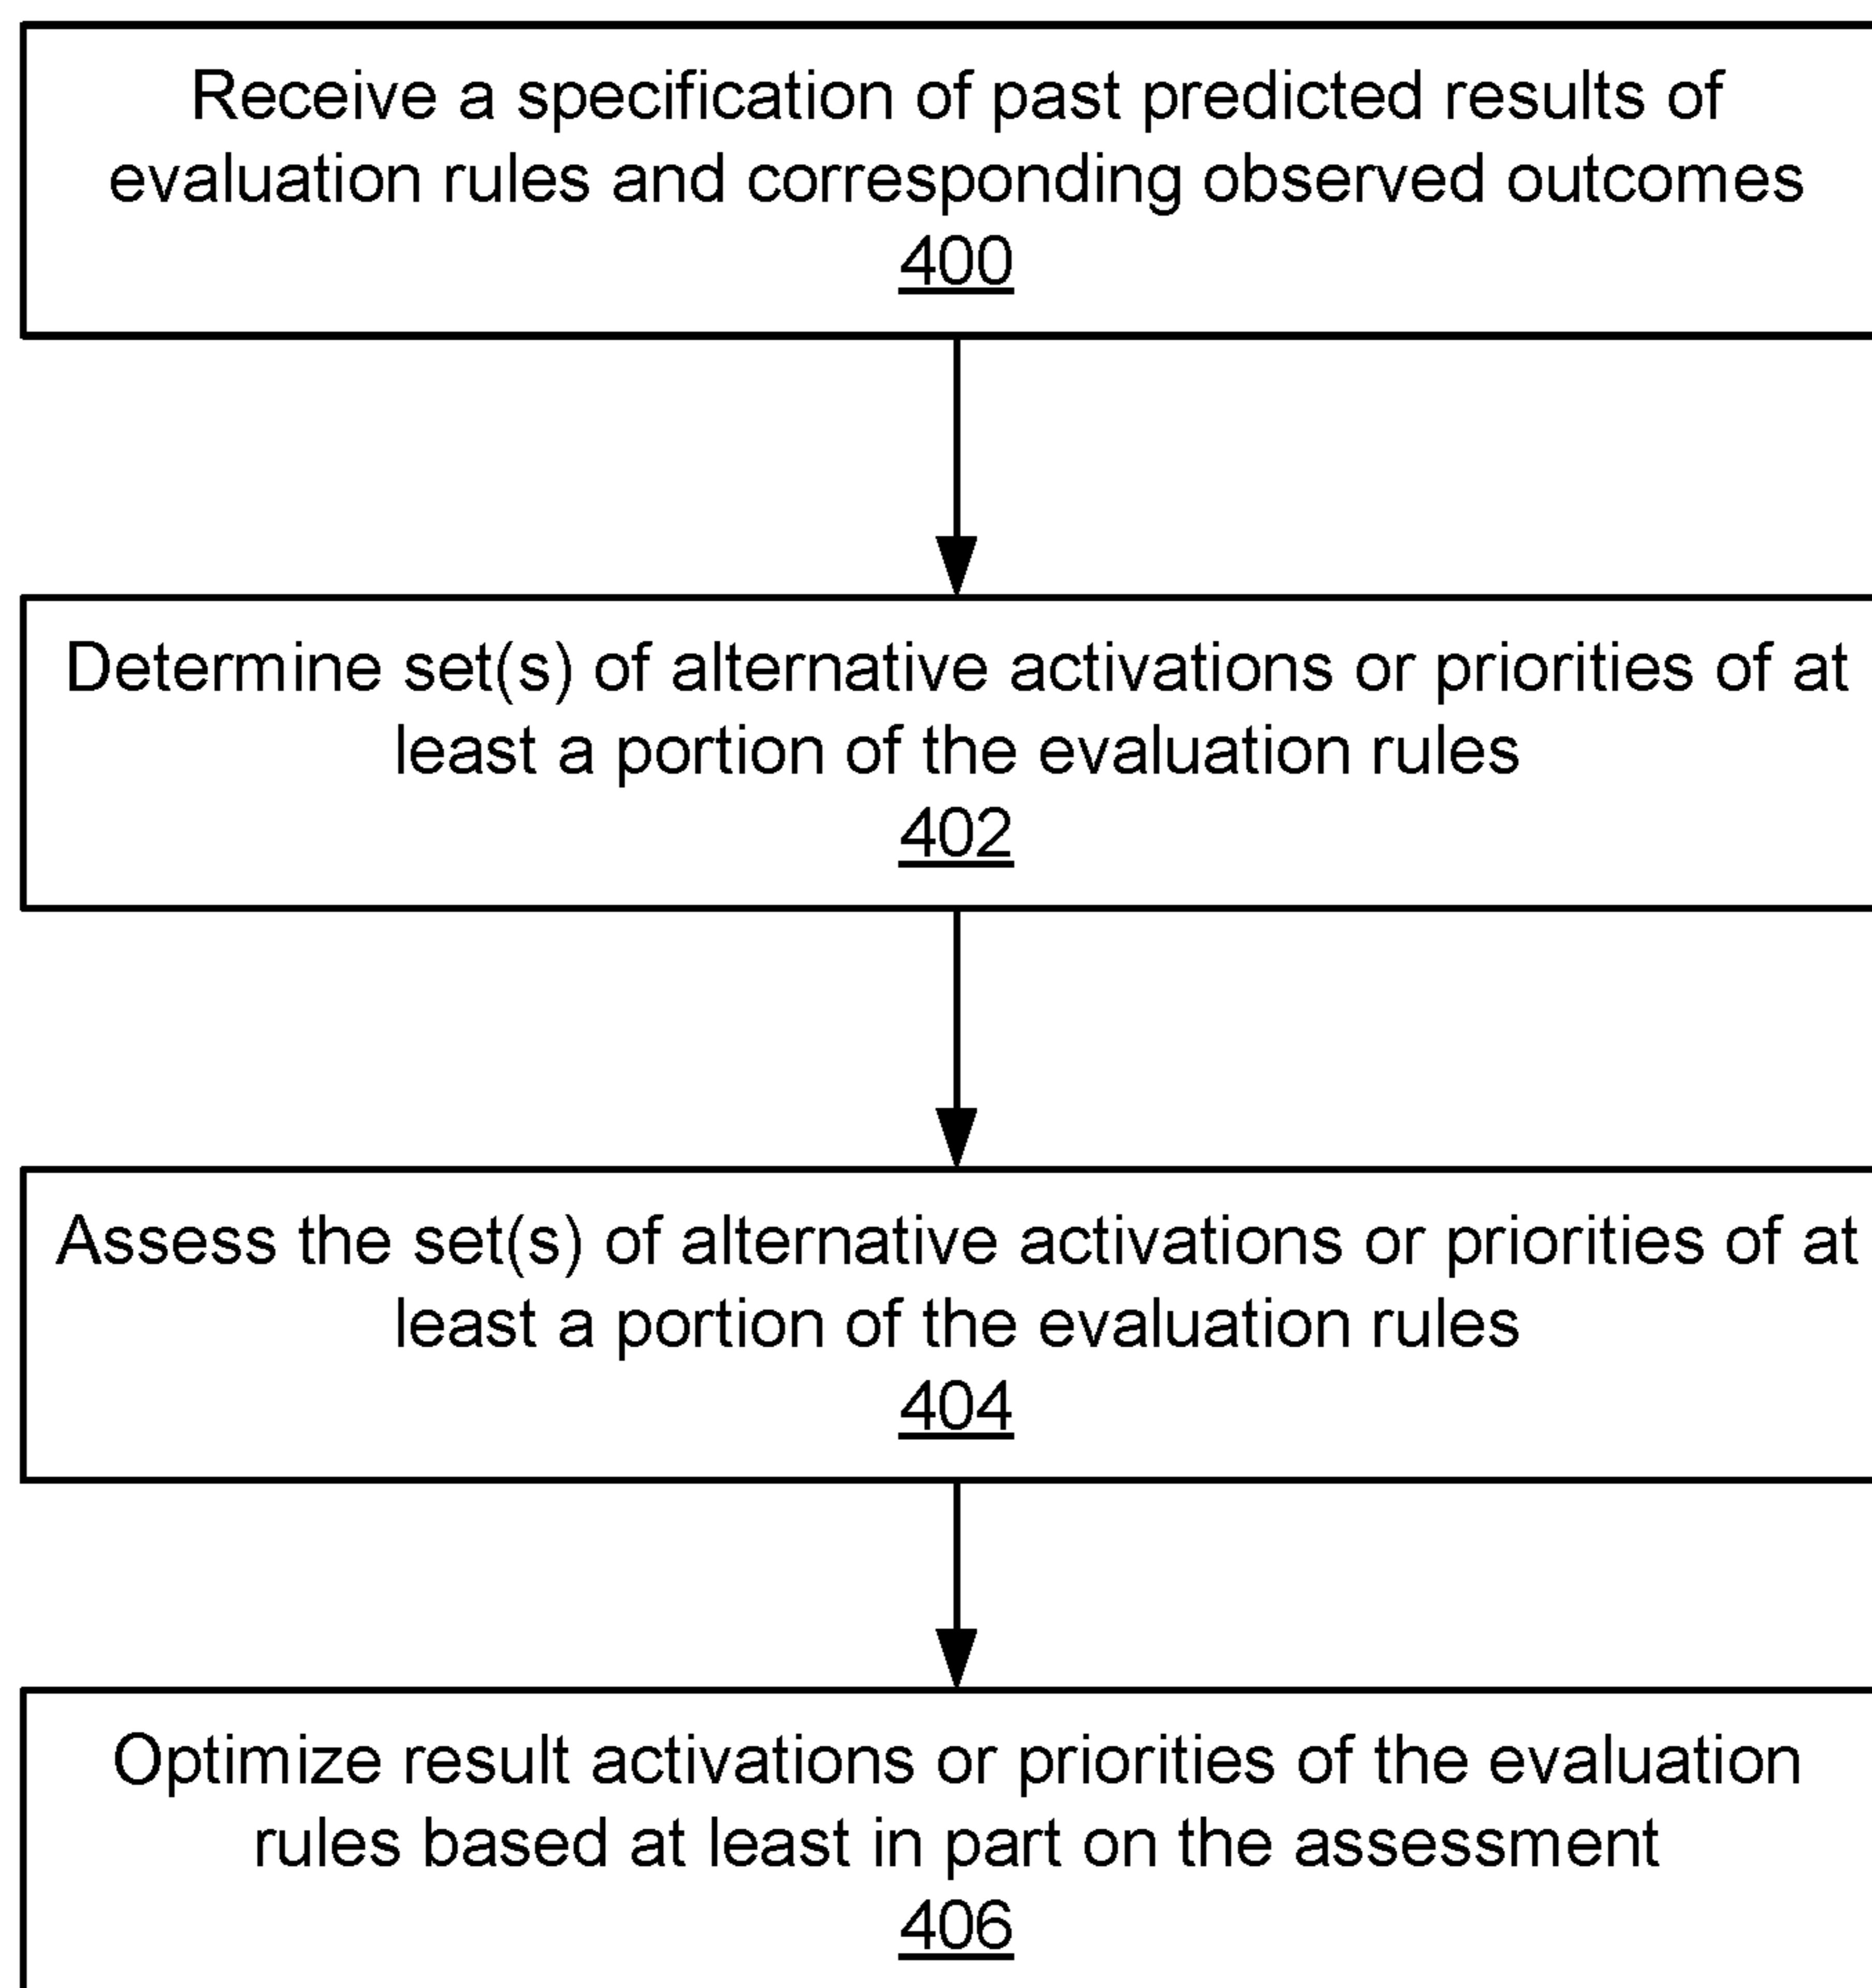 Receive a specification of past predicted results of
evaluation rules and corresponding observed outcomes
400
Determine set(s) of alternative activations or priorities of at
least a portion of the evaluation rules
402
Assess the set(s) of alternative activations or priorities of at
least a portion of the evaluation rules
404
Optimize result activations or priorities of the evaluation
rules based at least in part on the assessment
406